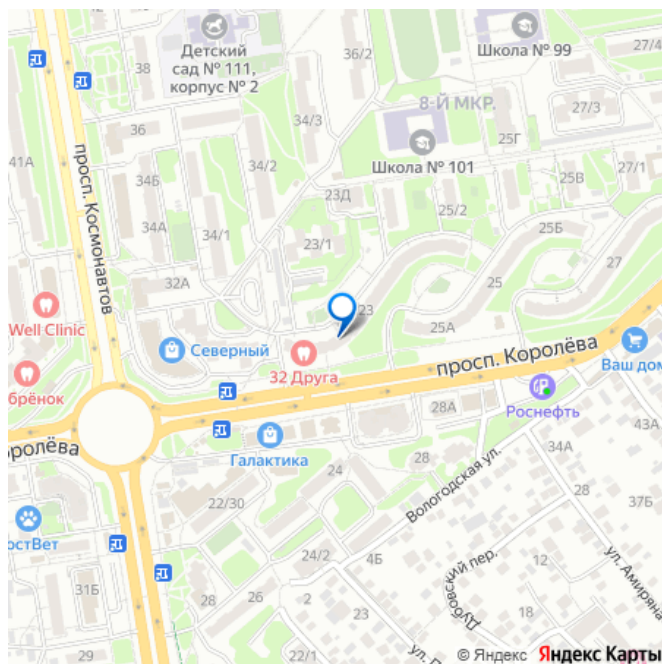 Детский
сад № 111,
корпус № 2
38
36/2
Школа № 99
27/4
34/3
8-Й МКР.
27/3
36
41А
34/2
Школа № 101
25Г
просп. Космонавтов
34Б
23Д
25В
27/1
25/2
34А
34/1
23/1
25Б
32А
25
27
23
Well Clinic
25А
Северный
32 Друга
просп. Королёва
Ваш дом
брёнок
28А
Роснефть
оролёва
Галактика
34А
43А
24
28
22/30
Вологодская ул.
28
37Б
остВет
24/2
4Б
Дубовский пер.
12
ул. Амиряна
31Б
28
26
2
23
29
22/1
ул.
© Яндекс Яндекс Карты